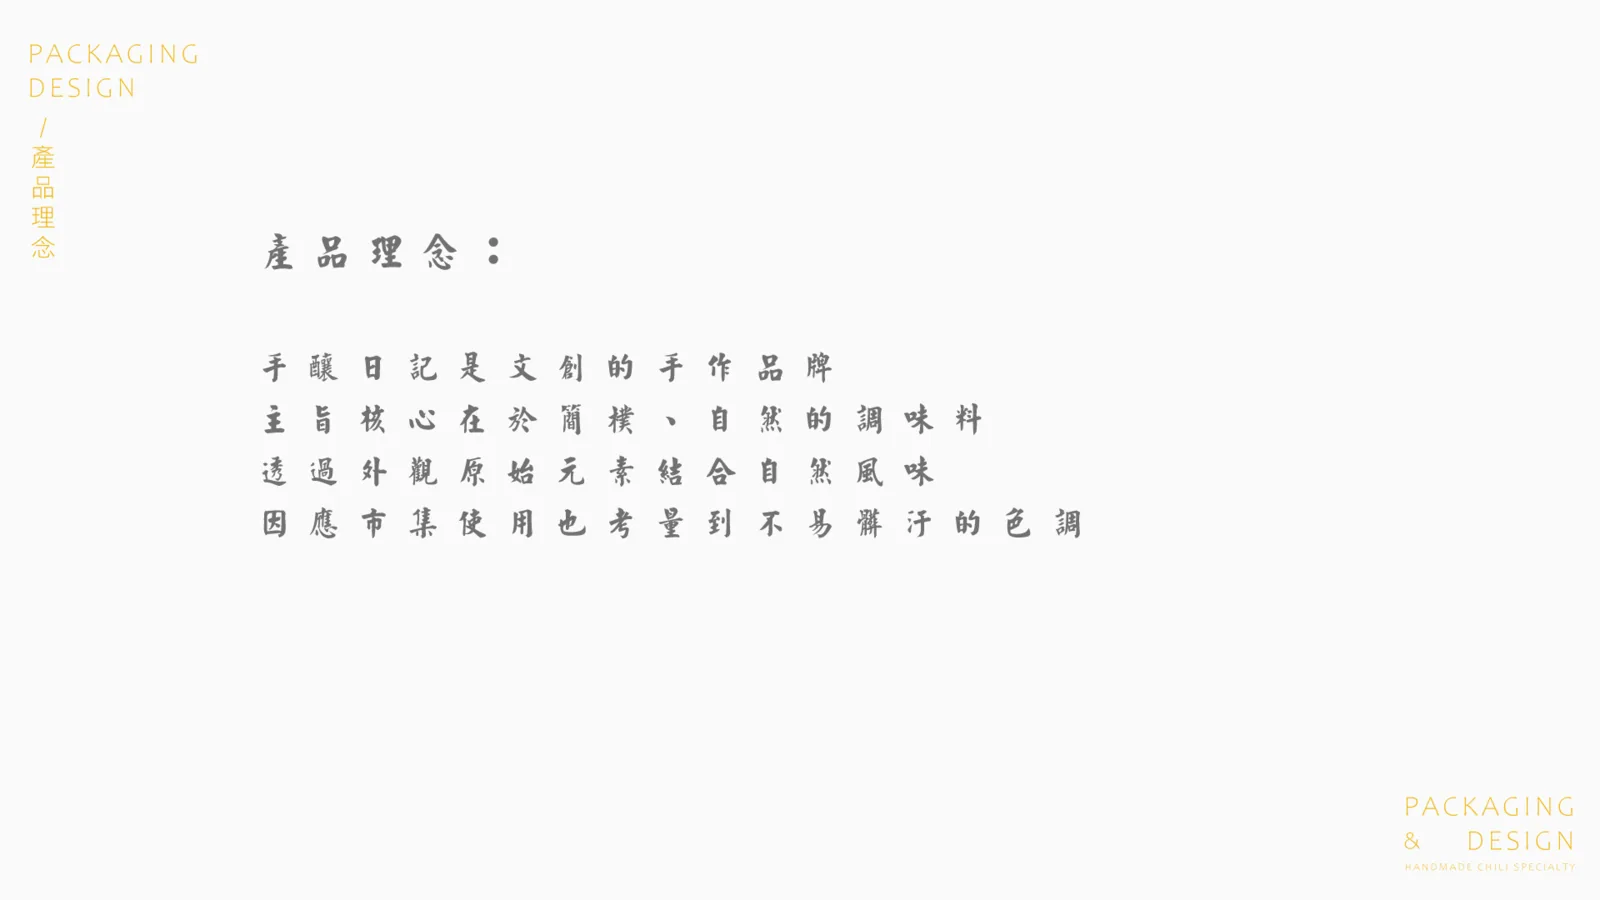 PACKAGING
DESIGN
/產品理念
產品理念：
手釀日記是文創的手作品牌
主旨核心在於簡樸、自然的調味料
透過外觀原始元素結合自然風味
因應市集使用也考量到不易髒汙的色調
PACKAGING
& DESIGN
HANDMADE CHILI SPECIALTY